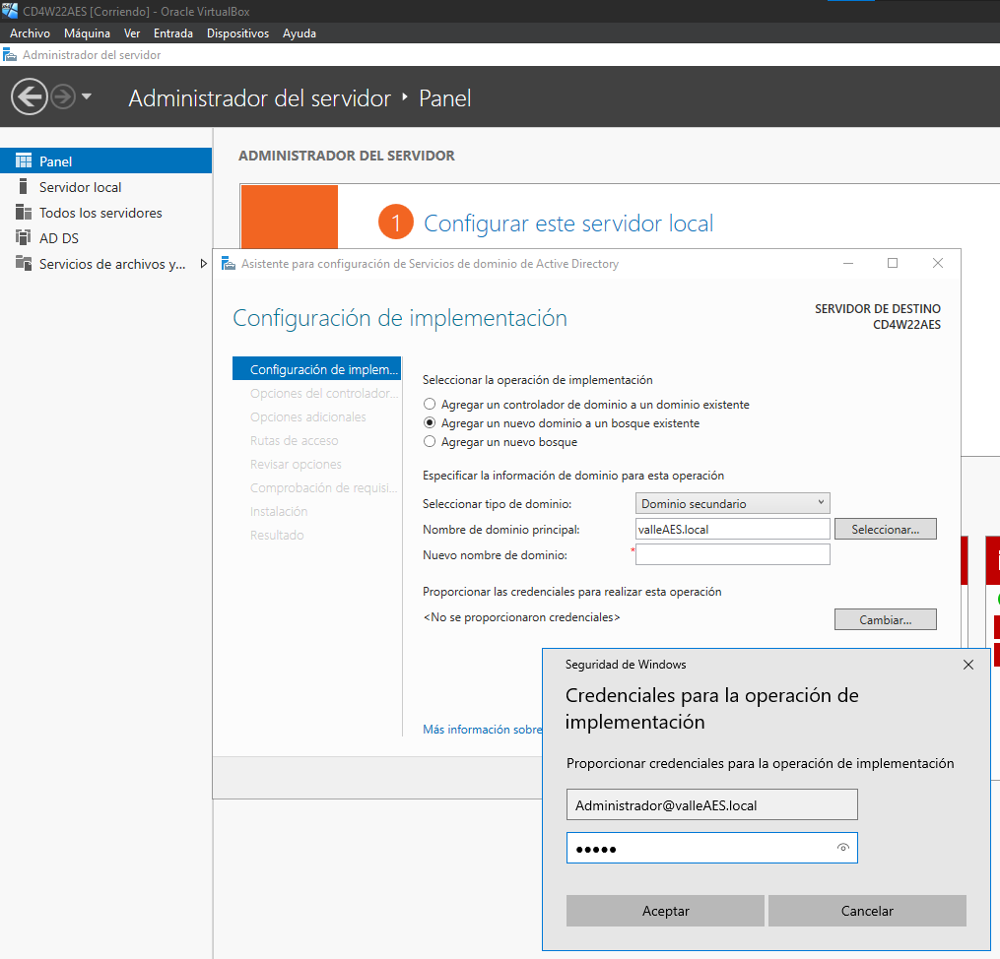 CD4W22AES [Corriendo] - Oracle VirtualBox
Archivo Máquina Ver Entrada Dispositivos Ayuda
Administrador del servidor
Administrador del servidor Panel
Panel
Servidor local
Todos los servidores
AD DS
Servicios de archivos y...
ADMINISTRADOR DEL SERVIDOR
1 Configurar este servidor local
Asistente para configuración de Servicios de dominio de Active Directory
Configuración de implementación
SERVIDOR DE DESTINO
CD4W22AES
Configuración de implem...
Opciones del controlador...
Opciones adicionales
Rutas de acceso
Revisar opciones
Comprobación de requisi...
Instalación
Resultado
Seleccionar la operación de implementación
Agregar un controlador de dominio a un dominio existente
Agregar un nuevo dominio a un bosque existente
Agregar un nuevo bosque
Especificar la información de dominio para esta operación
Seleccionar tipo de dominio: Dominio secundario
Nombre de dominio principal: valleAES.local Seleccionar...
Nuevo nombre de dominio: *
Proporcionar las credenciales para realizar esta operación
<No se proporcionaron credenciales> Cambiar...
Más información sobre
Seguridad de Windows
Credenciales para la operación de
implementación
Proporcionar credenciales para la operación de implementación
Administrador@valleAES.local
●●●●●
Aceptar Cancelar